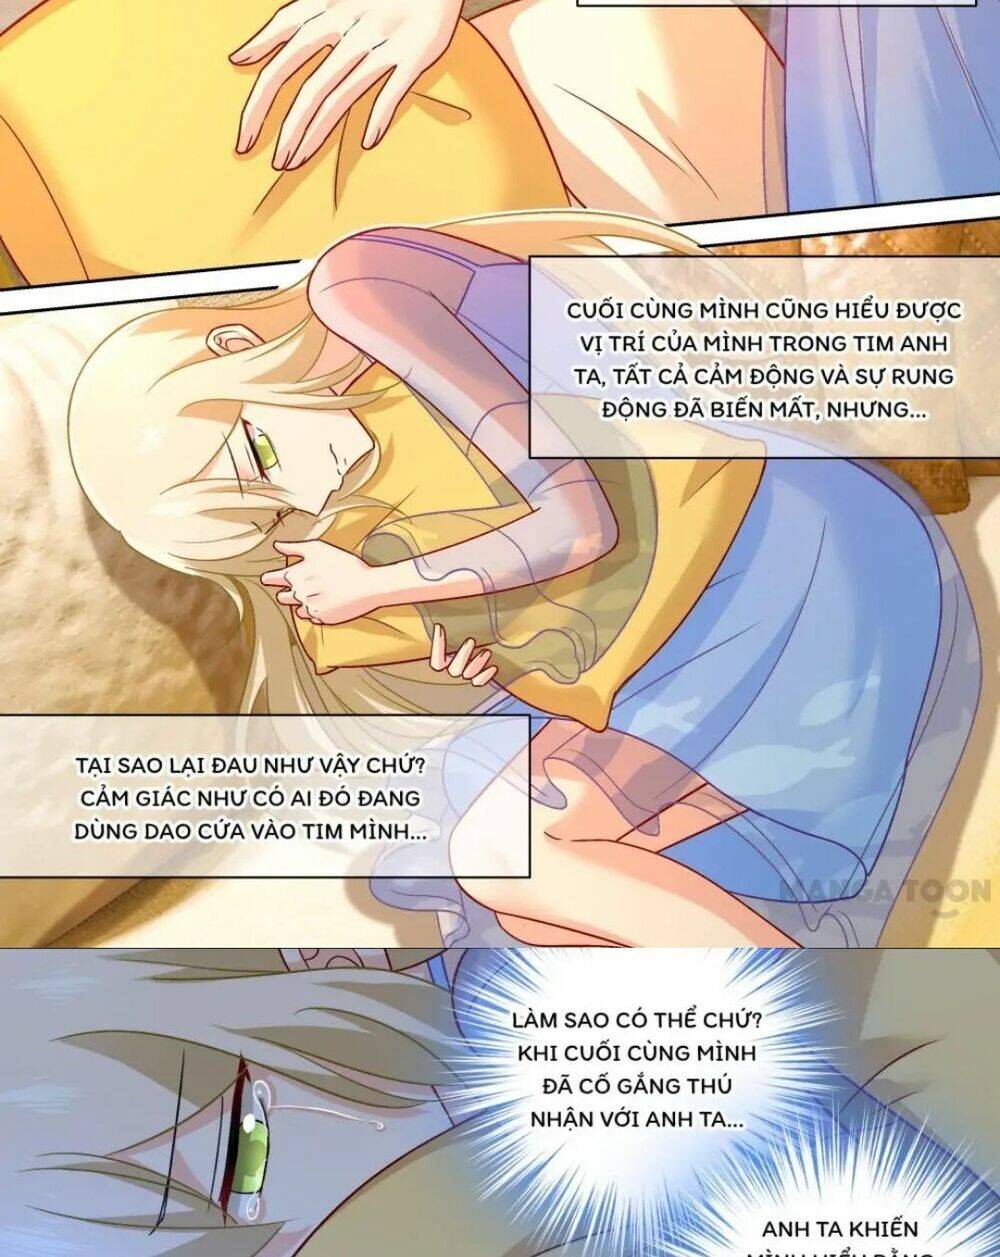 CUỐI CÙNG MÌNH CŨNG HIỂU ĐƯỢC
VỊ TRÍ CỦA MÌNH TRONG TIM ANH
TA, TẤT CẢ CẢM ĐỘNG VÀ SỰ RUNG
ĐỘNG ĐÃ BIẾN MẤT, NHƯNG...
TẠI SAO LẠI ĐAU NHƯ VẬY CHỨ?
CẢM GIÁC NHƯ CÓ AI ĐÓ ĐANG
DÙNG DAO CỨA VÀO TIM MÌNH...
MANGA TOON
LÀM SAO CÓ THỂ CHỨ?
KHI CUỐI CÙNG MÌNH
ĐÃ CỐ GẮNG THÚ
NHẬN VỚI ANH TA...
ANH TA KHIẾN
MÌNH HIỂU RẰNG